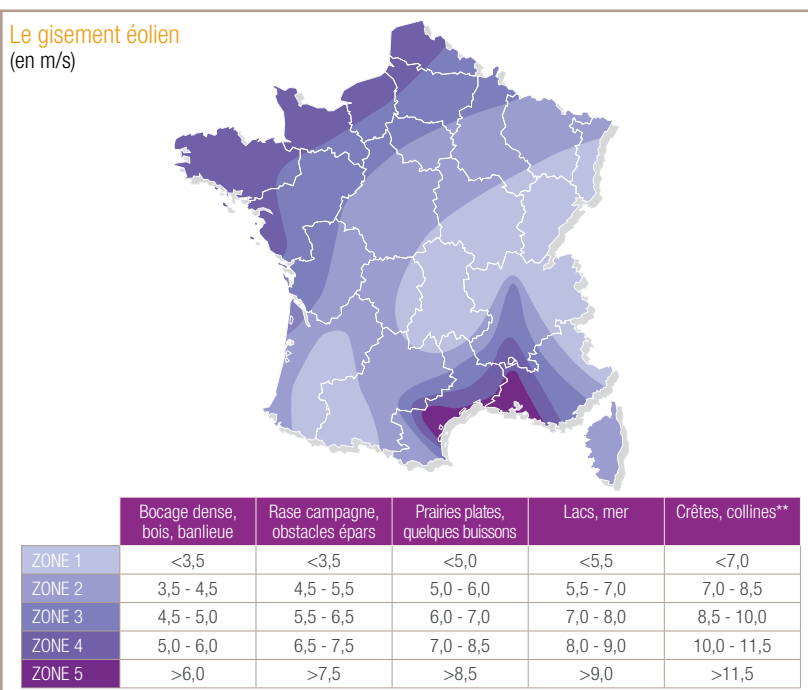 Le gisement éolien
(en m/s)
Bocage dense, bois, banlieue | Rase campagne, obstacles épars | Prairies plates, quelques buissons | Lacs, mer | Crêtes, collines**
ZONE 1 <3,5 <3,5 <5,0 <5,5 <7,0
ZONE 2 3,5 - 4,5 4,5 - 5,5 5,0 - 6,0 5,5 - 7,0 7,0 - 8,5
ZONE 3 4,5 - 5,0 5,5 - 6,5 6,0 - 7,0 7,0 - 8,0 8,5 - 10,0
ZONE 4 5,0 - 6,0 6,5 - 7,5 7,0 - 8,5 8,0 - 9,0 10,0 - 11,5
ZONE 5 >6,0 >7,5 >8,5 >9,0 >11,5